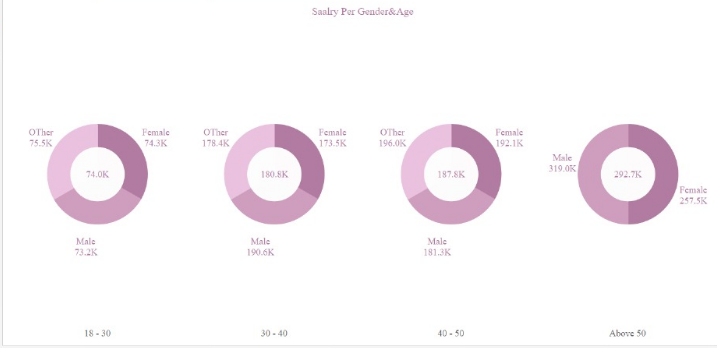 Saalry Per Gender&Age
OTher
75.5K
Female
74.3K
74.0K
Male
73.2K
18 - 30
OTher
178.4K
Female
173.5K
180.8K
Male
190.6K
30 - 40
OTher
196.0K
Female
192.1K
187.8K
Male
181.3K
40 - 50
Male
319.0K
292.7K
Female
257.5K
Above 50